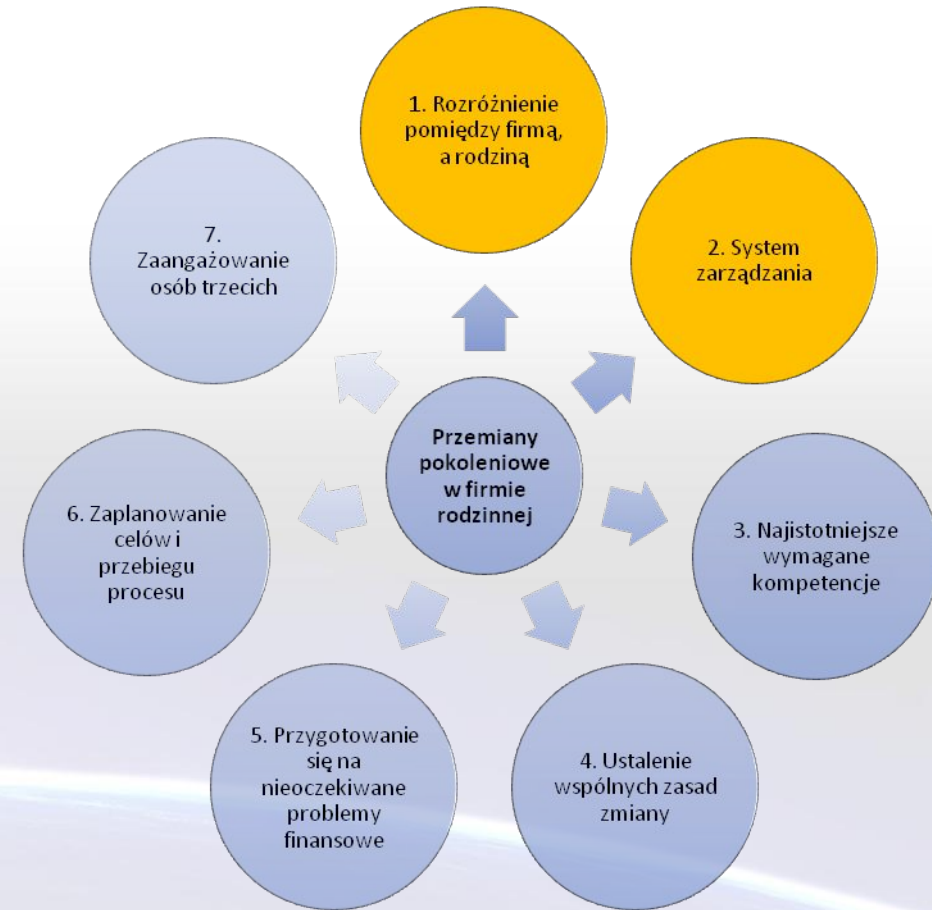 1. Rozróżnienie
pomiędzy firmą,
a rodziną
2. System
zarządzania
3. Najistotniejsze
wymagane
kompetencje
4. Ustalenie
wspólnych zasad
zmiany
5. Przygotowanie
się na
nieoczekiwane
problemy
finansowe
6. Zaplanowanie
celów i
przebiegu
procesu
7.
Zaangażowanie
osób trzecich
Przemiany
pokoleniowe
w firmie
rodzinnej